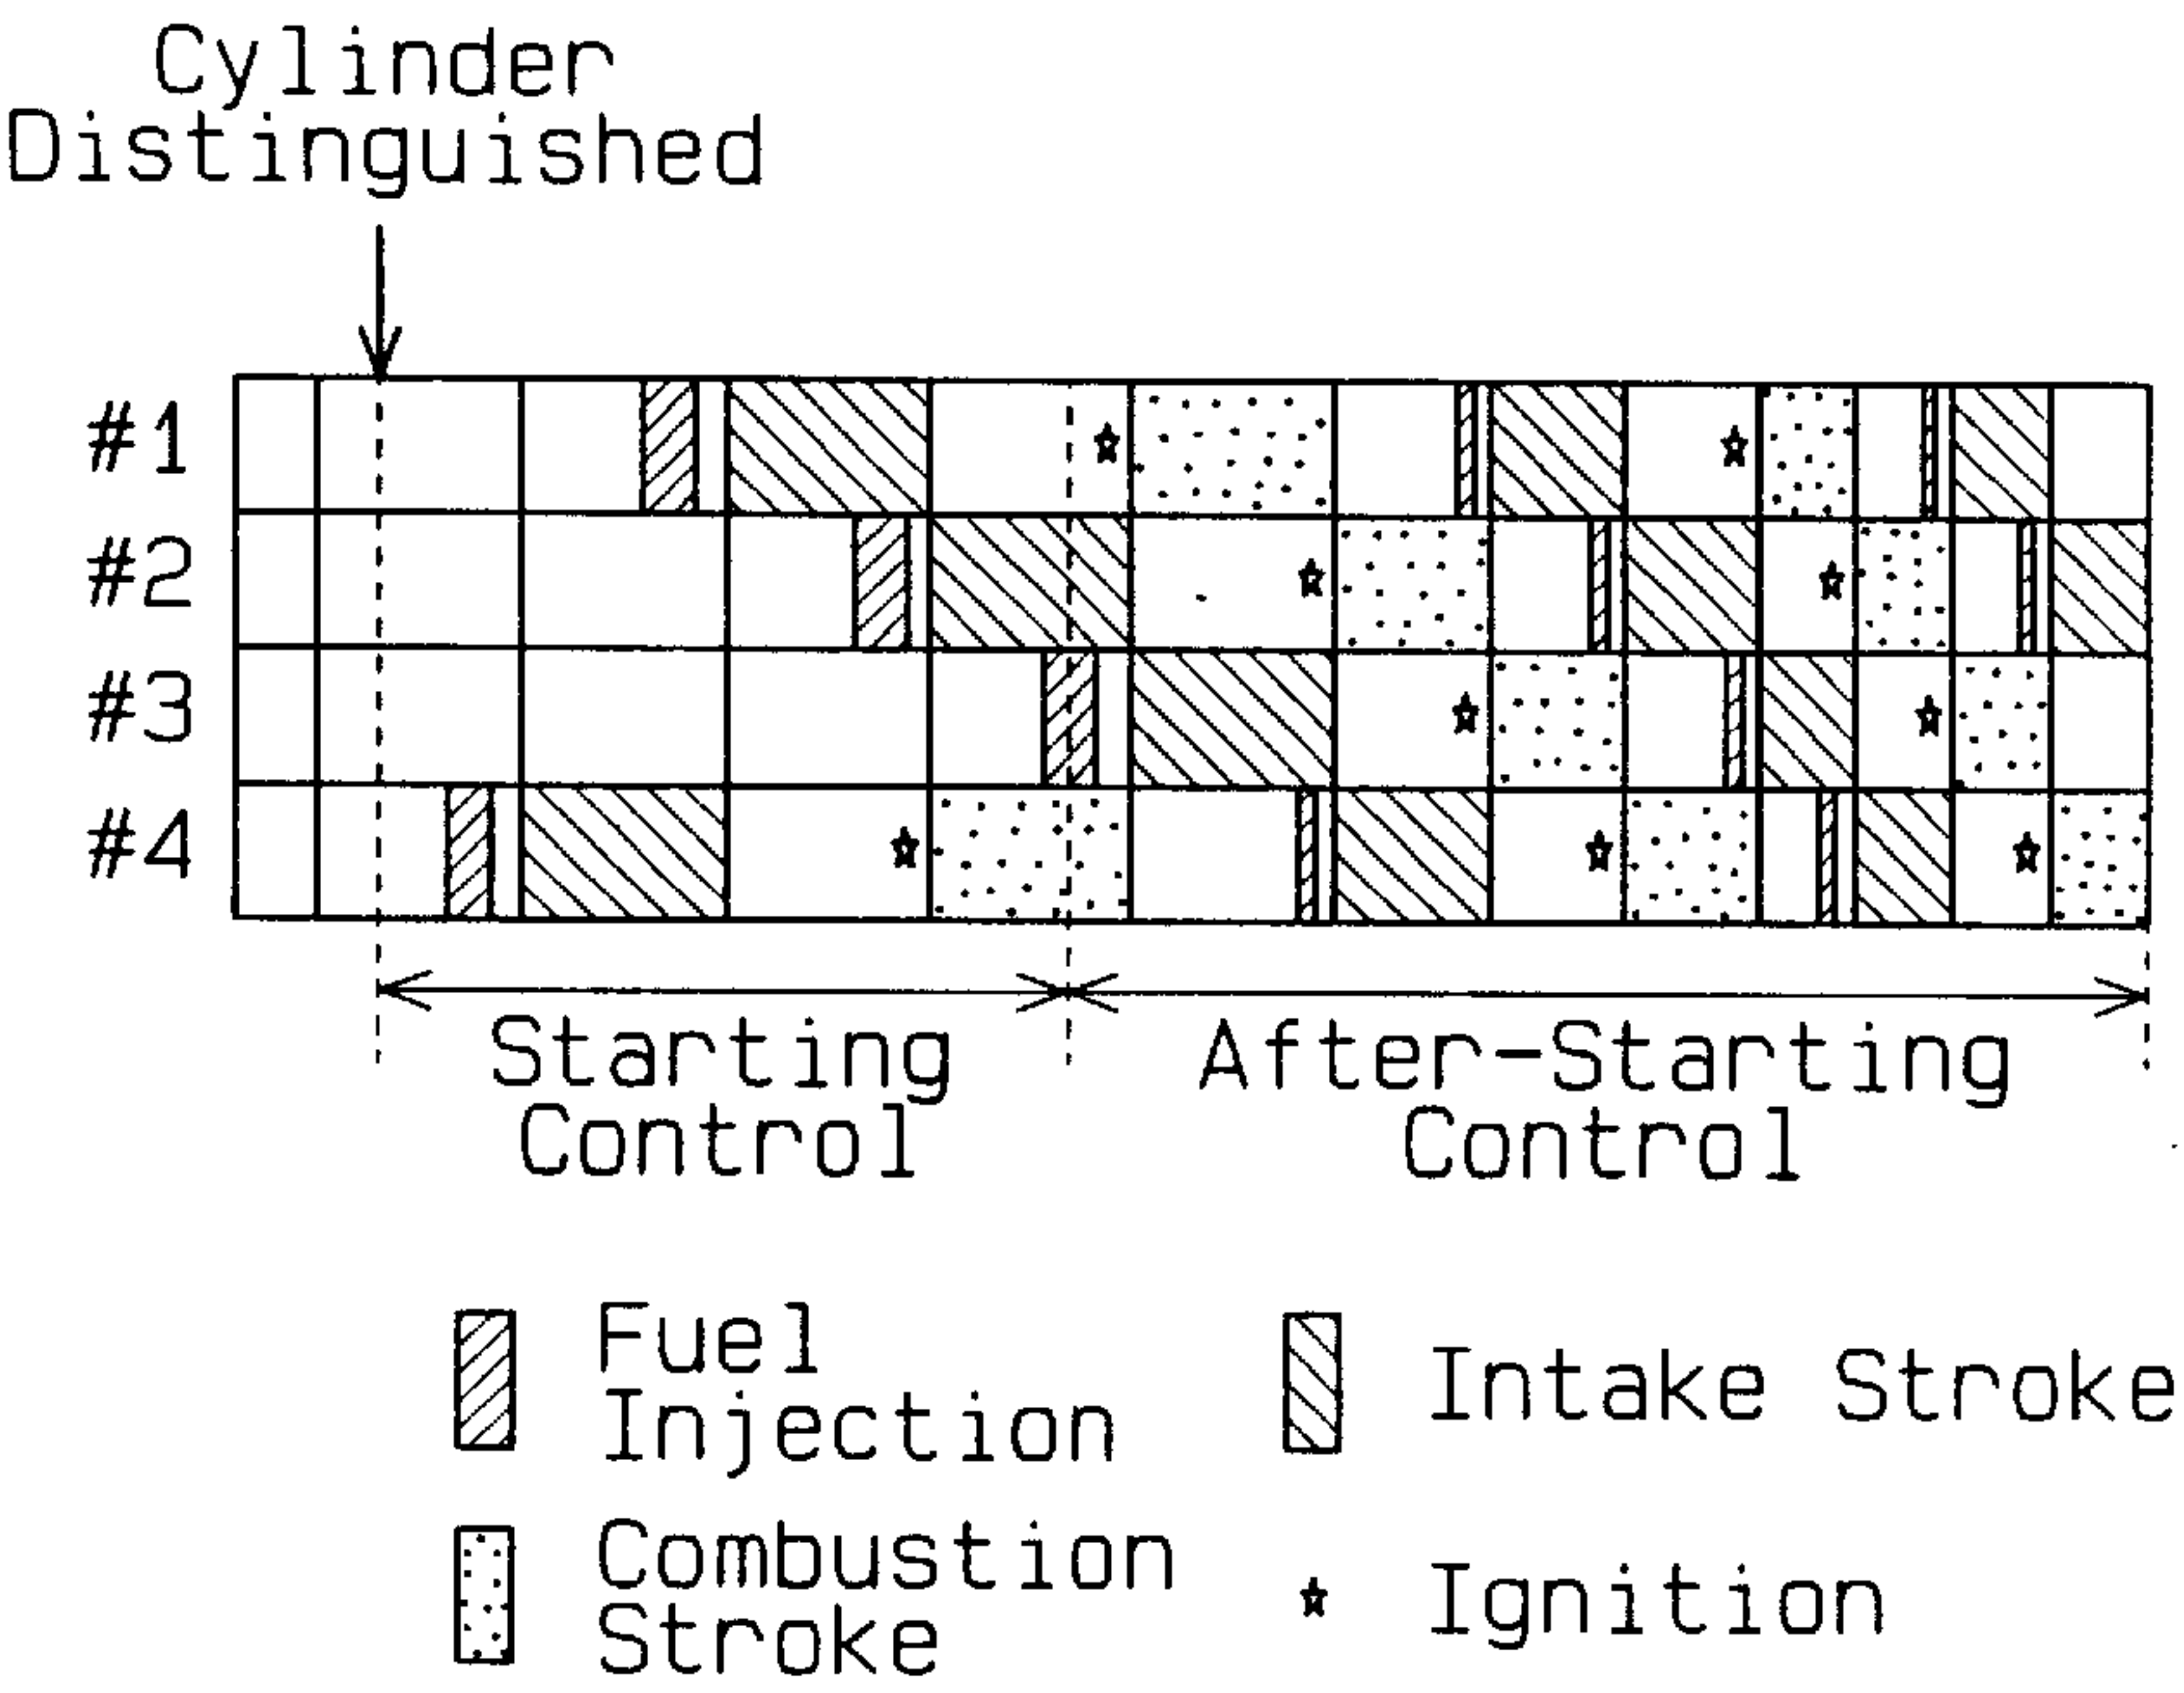 Cylinder
Distinguished
#1
#2
#3
#4
Starting
Control
After-Starting
Control
Fuel
Injection
Intake Stroke
Combustion
Stroke
Ignition